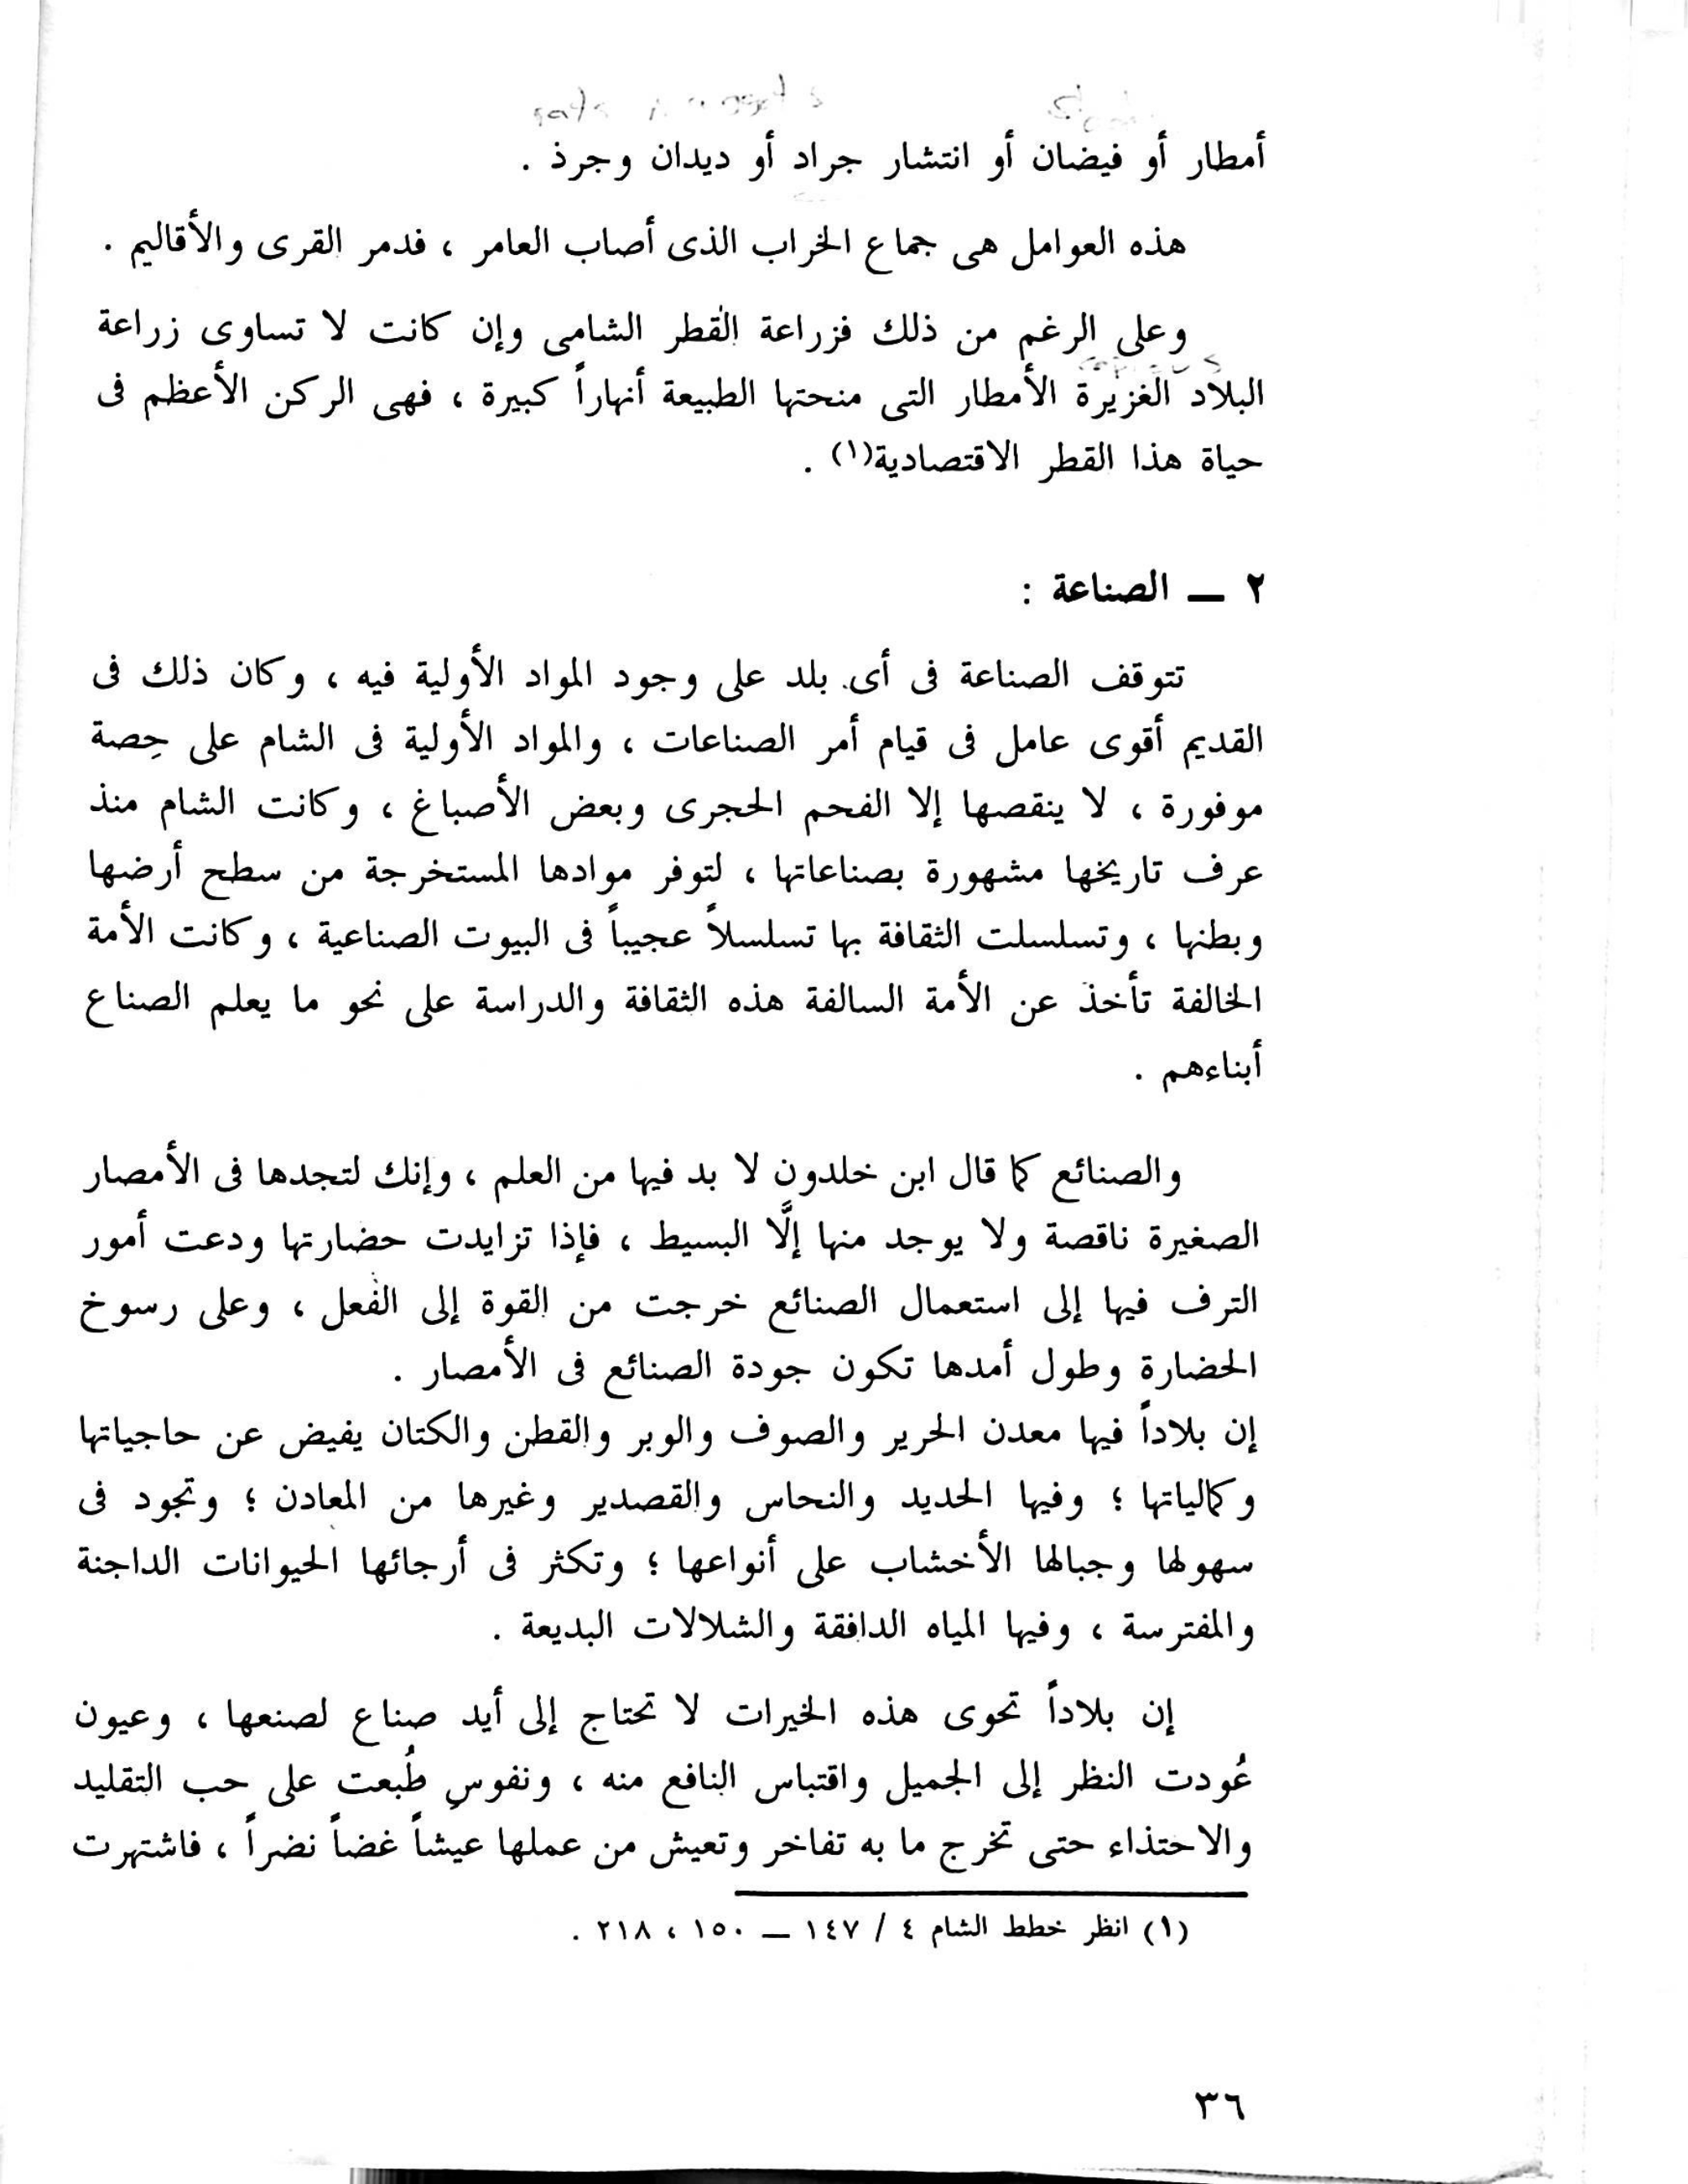 أمطار أو فيضان أو انتشار جراد أو ديدان وجرذ .
هذه العوامل هى جماع الخراب الذى أصاب العامر ، فدمر القرى والأقاليم .
وعلى الرغم من ذلك فزراعة القطر الشامى وإن كانت لا تساوى زراعة
البلاد الغزيرة الأمطار التى منحتها الطبيعة أنهاراً كبيرة ، فهى الركن الأعظم فى
حياة هذا القطر الاقتصادية(١) .
٢ ــ الصناعة :
تتوقف الصناعة فى أى بلد على وجود المواد الأولية فيه ، وكان ذلك فى
القديم أقوى عامل فى قيام أمر الصناعات ، والمواد الأولية فى الشام على حِصة
موفورة ، لا ينقصها إلا الفحم الحجرى وبعض الأصباغ ، وكانت الشام منذ
عرف تاريخها مشهورة بصناعاتها ، لتوفر موادها المستخرجة من سطح أرضها
وبطنها ، وتسلسلت الثقافة بها تسلسلاً عجيباً فى البيوت الصناعية ، وكانت الأمة
الخالفة تأخذ عن الأمة السالفة هذه الثقافة والدراسة على نحو ما يعلم الصناع
أبناءهم .
والصنائع كما قال ابن خلدون لا بد فيها من العلم ، وإنك لتجدها فى الأمصار
الصغيرة ناقصة ولا يوجد منها إلَّا البسيط ، فإذا تزايدت حضارتها ودعت أمور
الترف فيها إلى استعمال الصنائع خرجت من القوة إلى الفعل ، وعلى رسوخ
الحضارة وطول أمدها تكون جودة الصنائع فى الأمصار .
إن بلاداً فيها معدن الحرير والصوف والوبر والقطن والكتان يفيض عن حاجياتها
وكمالياتها ؛ وفيها الحديد والنحاس والقصدير وغيرها من المعادن ؛ وتجود فى
سهولها وجبالها الأخشاب على أنواعها ؛ وتكثر فى أرجائها الحيوانات الداجنة
والمفترسة ، وفيها المياه الدافقة والشلالات البديعة .
إن بلاداً تحوى هذه الخيرات لا تحتاج إلى أيد صناع لصنعها ، وعيون
عُودت النظر إلى الجميل واقتباس النافع منه ، ونفوسٍ طُبعت على حب التقليد
والاحتذاء حتى تخرج ما به تفاخر وتعيش من عملها عيشاً غضاً نضراً ، فاشتهرت
(١) انظر خطط الشام ٤ / ١٤٧ ــ ١٥٠ ، ٢١٨ .
٣٦